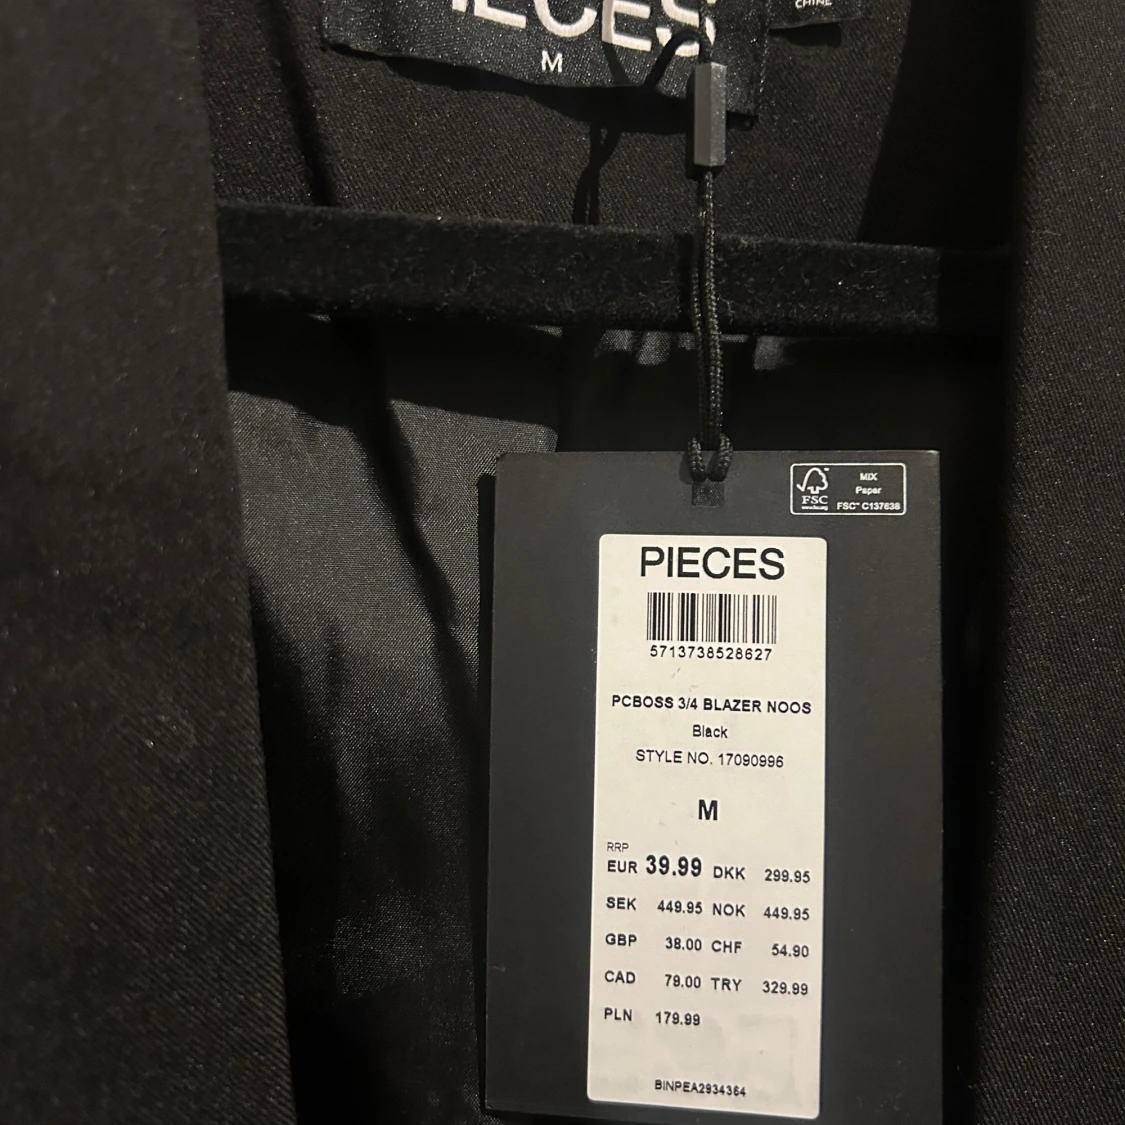 PIECES
M
CHINE
MIX
Paper
FSC™ C137638
FSC
PIECES
5713738528627
PCBOSS 3/4 BLAZER NOOS
Black
STYLE NO. 17090996
M
RRP
EUR 39.99 DKK 299.95
SEK 449.95 NOK 449.95
GBP 38.00 CHF 54.90
CAD 79.00 TRY 329.99
PLN 179.99
BINPEA2934364